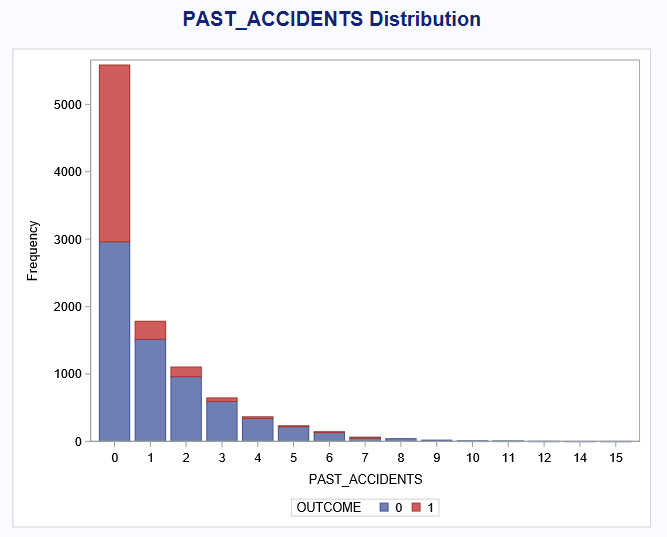 PAST_ACCIDENTS Distribution
5000
4000
3000
2000
1000
0
Frequency
0 1 2 3 4 5 6 7 8 9 10 11 12 14 15
PAST_ACCIDENTS
OUTCOME 0 1